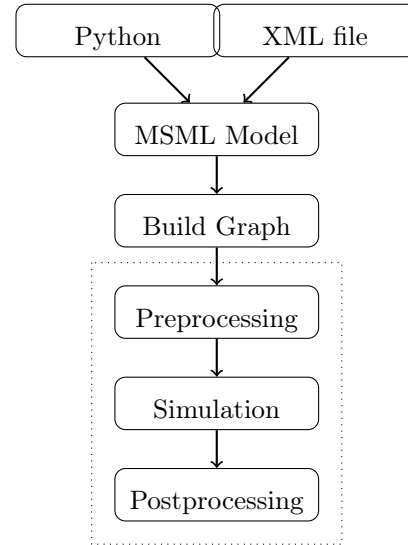 Python XML file
MSML Model
Build Graph
Preprocessing
Simulation
Postprocessing